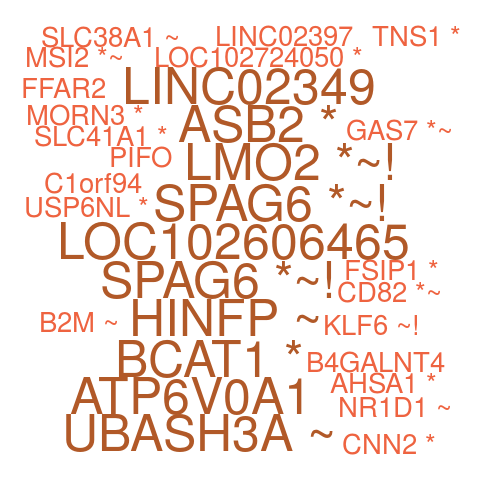 SLC38A1 ~ LINC02397 TNS1 *
MSI2 *~ LOC102724050 *
FFAR2 LINC02349
MORN3 * ASB2 * GAS7 *~
SLC41A1 *
PIFO LMO2 *~!
C1orf94
USP6NL * SPAG6 *~!
LOC102606465
SPAG6 *~! FSIP1 *
CD82 *~
B2M ~ HINFP ~ KLF6 ~!
BCAT1 * B4GALNT4
ATP6V0A1 AHSA1 *
NR1D1 ~
UBASH3A ~ CNN2 *